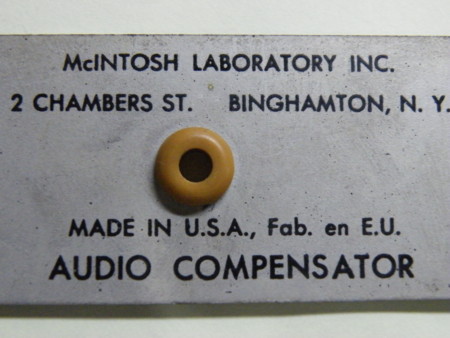 McINTOSH LABORATORY INC.
2 CHAMBERS ST. BINGHAMTON, N. Y.
MADE IN U.S.A., Fab. en E.U.
AUDIO COMPENSATOR